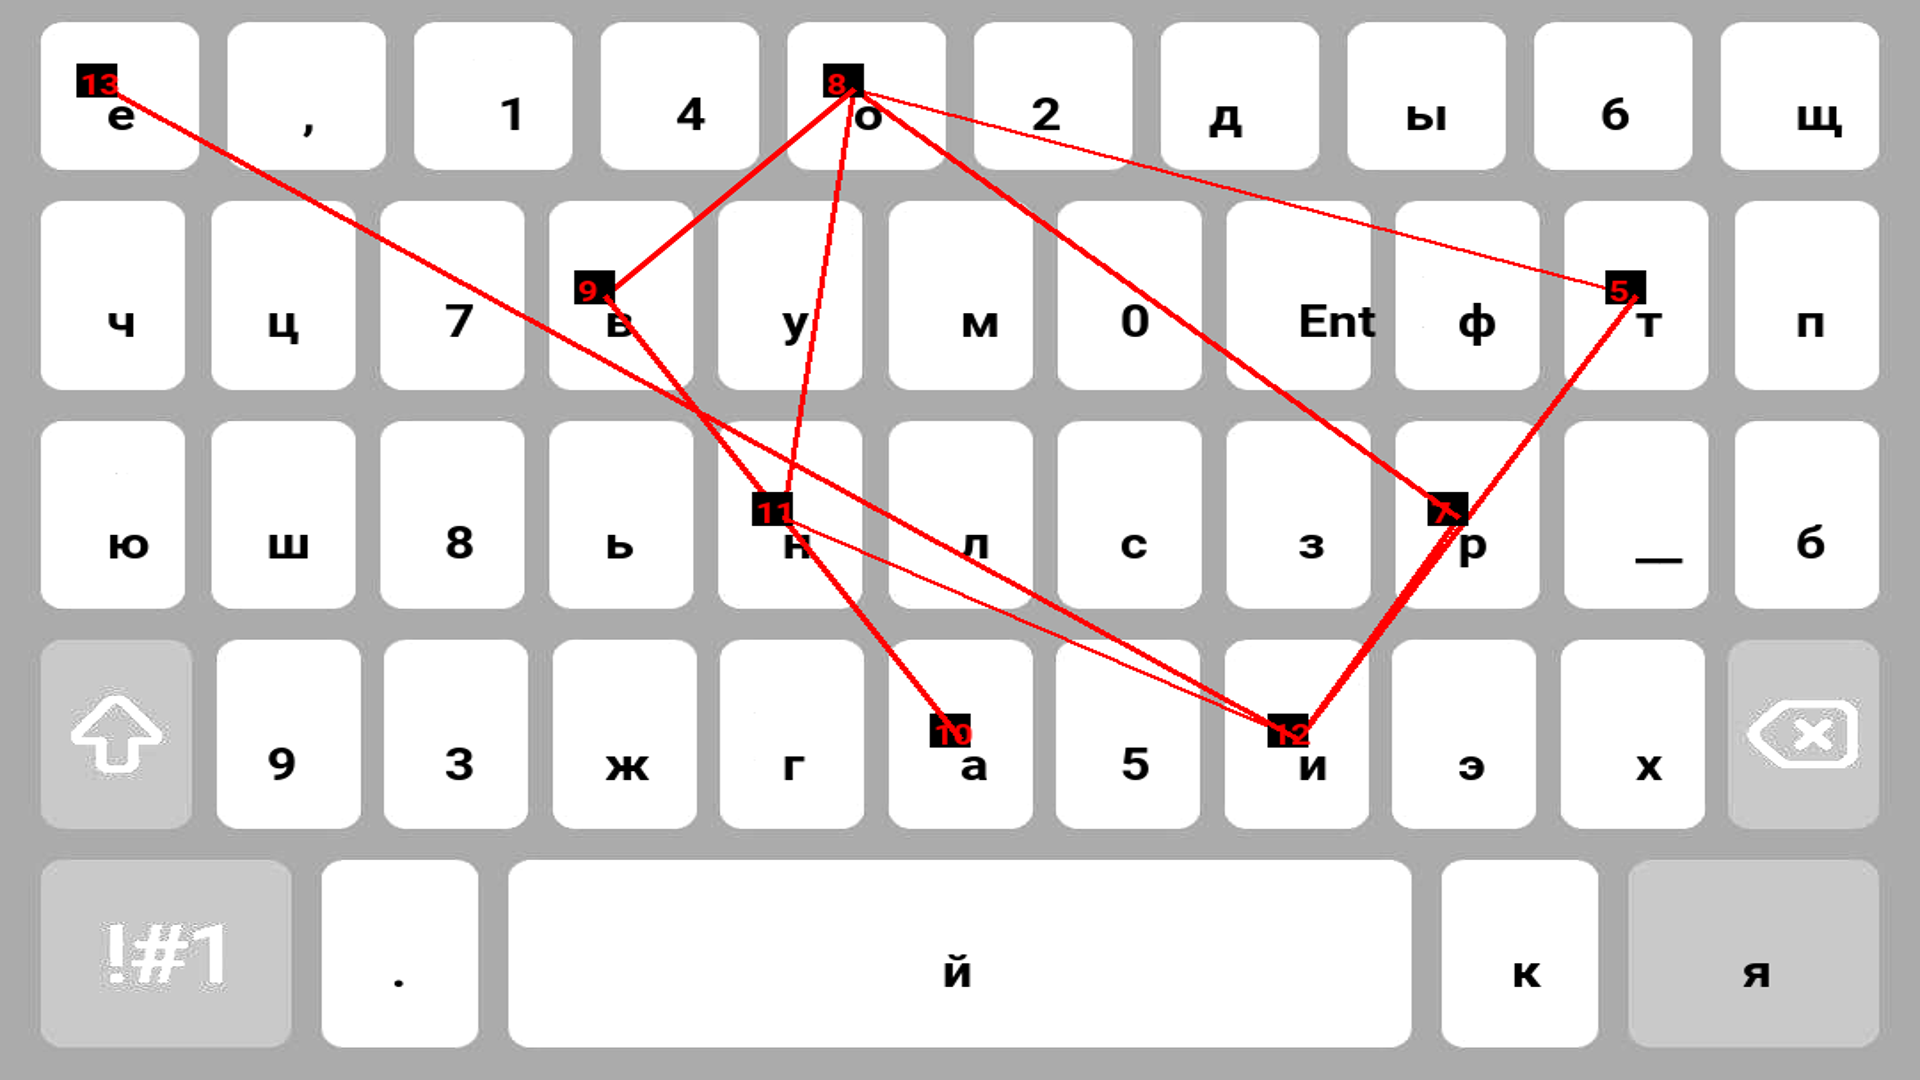 13 8
е , 1 4 о 2 д ы 6 щ
9 5
ч ц 7 в у м 0 Ent ф т п
11 7
ю ш 8 ь н л с з р _ б
10 12
9 3 ж г а 5 и э х
!#1 . й к я